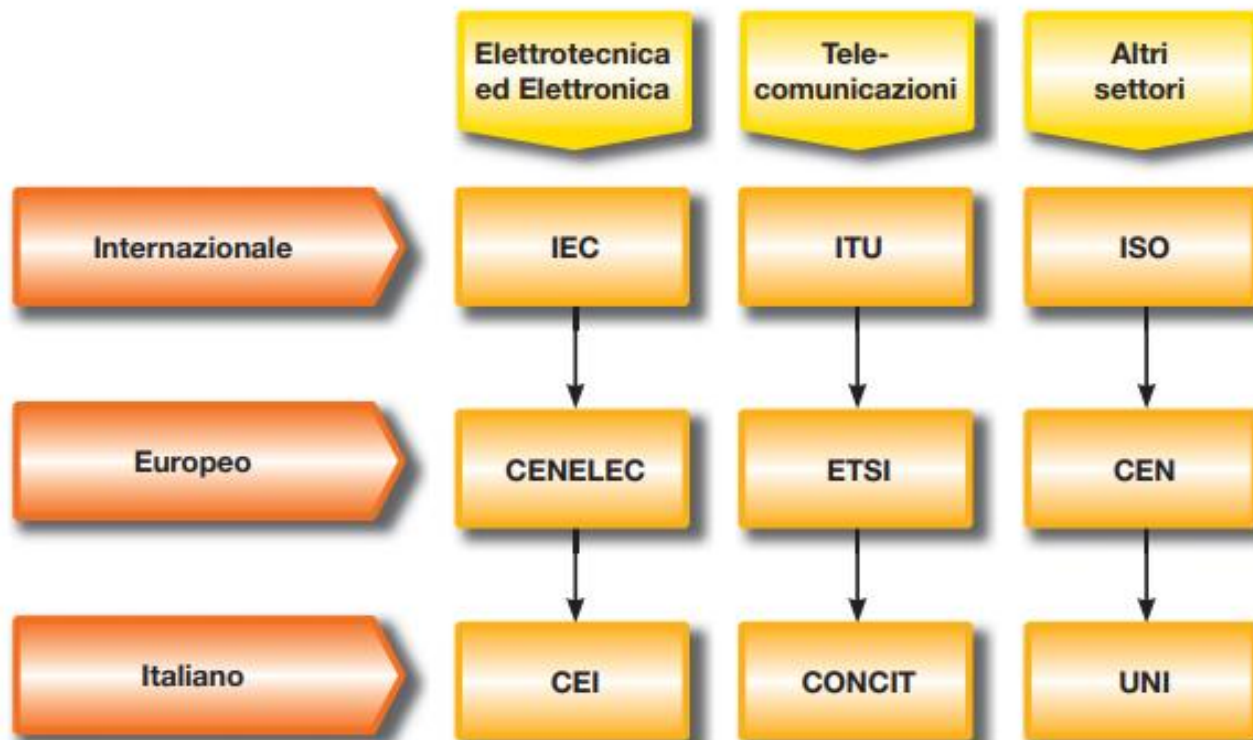 Elettrotecnica
ed Elettronica
Tele-
comunicazioni
Altri
settori
Internazionale
IEC
ITU
ISO
Europeo
CENELEC
ETSI
CEN
Italiano
CEI
CONCIT
UNI